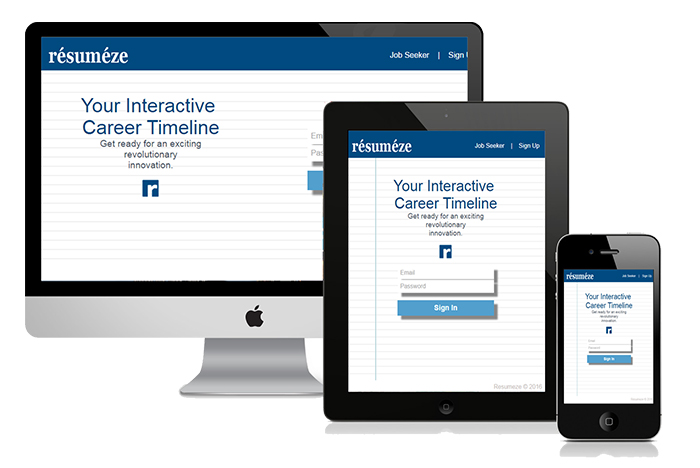 résuméze
Job Seeker | Sign U
Your Interactive
Career Timeline
Get ready for an exciting
revolutionary
innovation.
r
Em
Pas
résuméze
Job Seeker | Sign Up
Your Interactive
Career Timeline
Get ready for an exciting
revolutionary
innovation.
r
Email
Password
Sign In
Resumeze © 2016
résuméze
Job Seeker | Sign Up
Your Interactive
Career Timeline
Get ready for an exciting
revolutionary
innovation.
r
Email
Password
Sign In